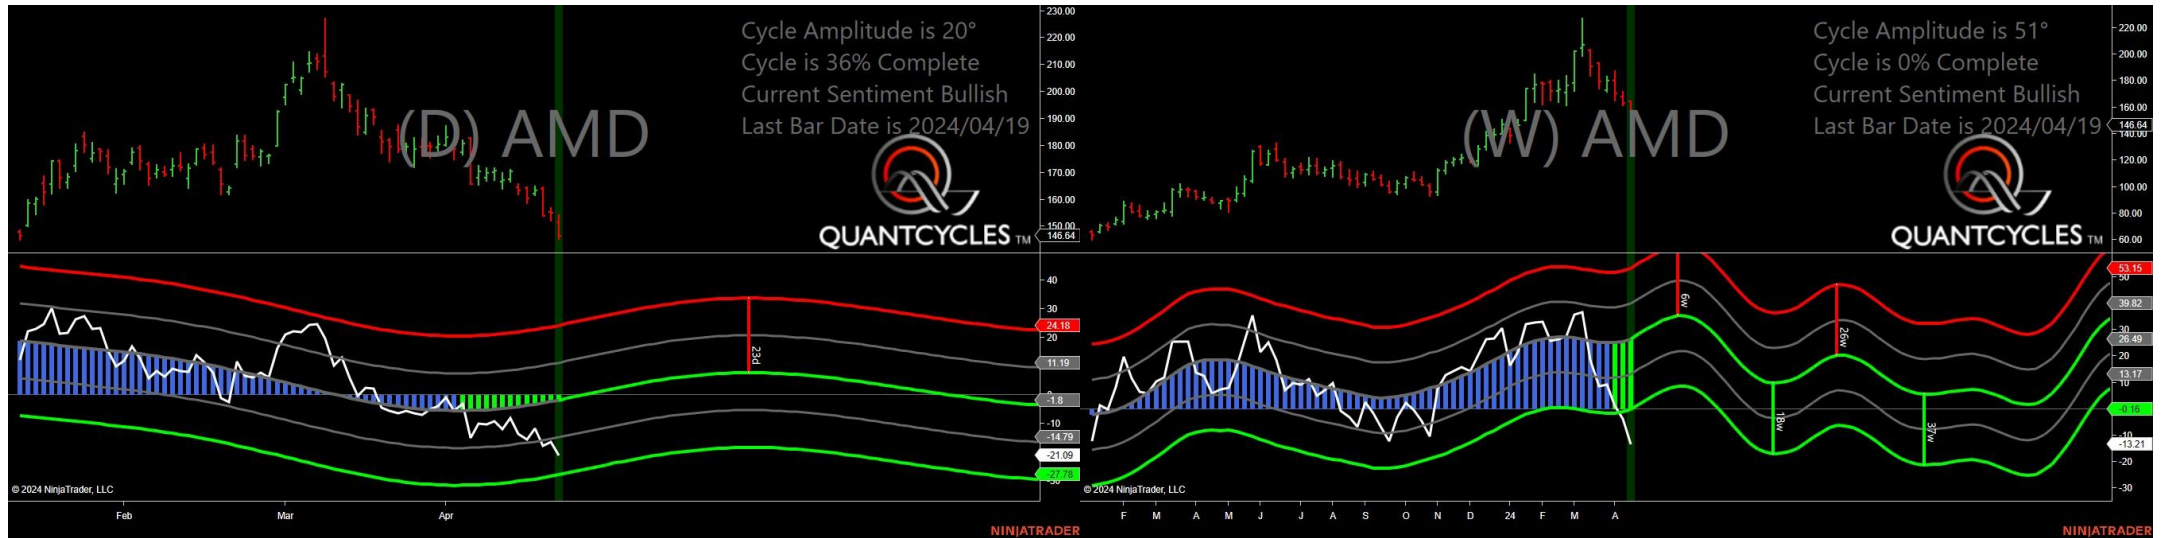 230.00
220.00
210.00
200.00
190.00
180.00
170.00
160.00
150.00
146.64
(D) AMD
Cycle Amplitude is 20°
Cycle is 36% Complete
Current Sentiment Bullish
Last Bar Date is 2024/04/19
QUANTCYCLES TM
40
30
24.18
20
11.19
-1.8
-10
-14.79
-21.09
-27.78
23d
© 2024 NinjaTrader, LLC
Feb
Mar
Apr
NINJATRADER
220.00
200.00
180.00
160.00
146.64
140.00
120.00
100.00
80.00
60.00
(W) AMD
Cycle Amplitude is 51°
Cycle is 0% Complete
Current Sentiment Bullish
Last Bar Date is 2024/04/19
QUANTCYCLES TM
53.15
50
39.82
30
26.49
20
13.17
10
-0.16
-10
-13.21
-20
-30
6w
26w
18w
37w
© 2024 NinjaTrader, LLC
F
M
A
M
J
J
A
S
O
N
D
24
F
M
A
NINJATRADER